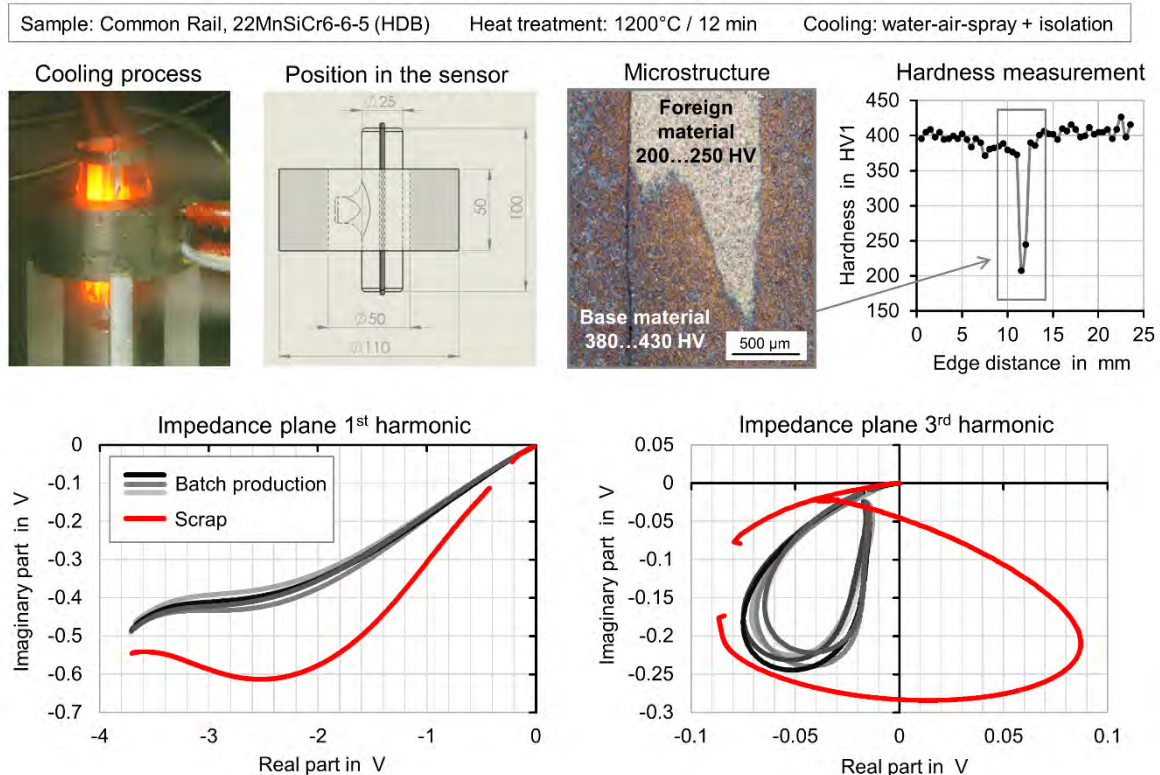 Sample: Common Rail, 22MnSiCr6-6-5 (HDB) Heat treatment: 1200°C / 12 min Cooling: water-air-spray + isolation
Cooling process
Position in the sensor
∅25
50
100
∅50
∅110
Microstructure
Foreign
material
200...250 HV
Base material
380...430 HV
500 µm
Hardness measurement
Hardness in HV1
450
400
350
300
250
200
150
0 5 10 15 20 25
Edge distance in mm
Impedance plane 1st harmonic
Imaginary part in V
0
-0.1
-0.2
-0.3
-0.4
-0.5
-0.6
-0.7
Batch production
Scrap
-4 -3 -2 -1 0
Real part in V
Impedance plane 3rd harmonic
Imaginary part in V
0.05
0
-0.05
-0.1
-0.15
-0.2
-0.25
-0.3
-0.1 -0.05 0 0.05 0.1
Real part in V